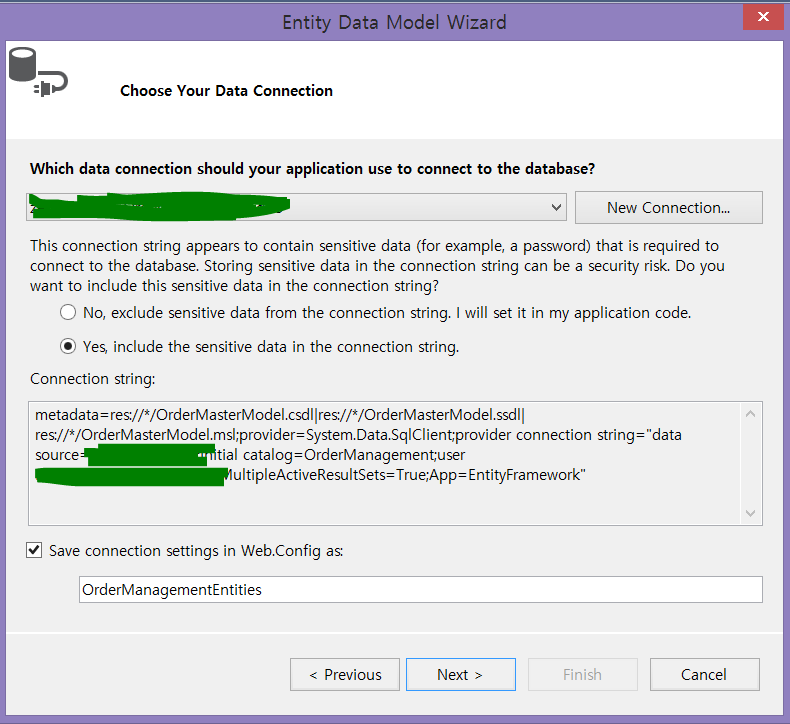 Entity Data Model Wizard
Choose Your Data Connection
Which data connection should your application use to connect to the database?
New Connection...
This connection string appears to contain sensitive data (for example, a password) that is required to
connect to the database. Storing sensitive data in the connection string can be a security risk. Do you
want to include this sensitive data in the connection string?
No, exclude sensitive data from the connection string. I will set it in my application code.
Yes, include the sensitive data in the connection string.
Connection string:
metadata=res://*/OrderMasterModel.csdl|res://*/OrderMasterModel.ssdl|
res://*/OrderMasterModel.msl;provider=System.Data.SqlClient;provider connection string="data
source= initial catalog=OrderManagement;user
MultipleActiveResultSets=True;App=EntityFramework"
Save connection settings in Web.Config as:
OrderManagementEntities
< Previous
Next >
Finish
Cancel